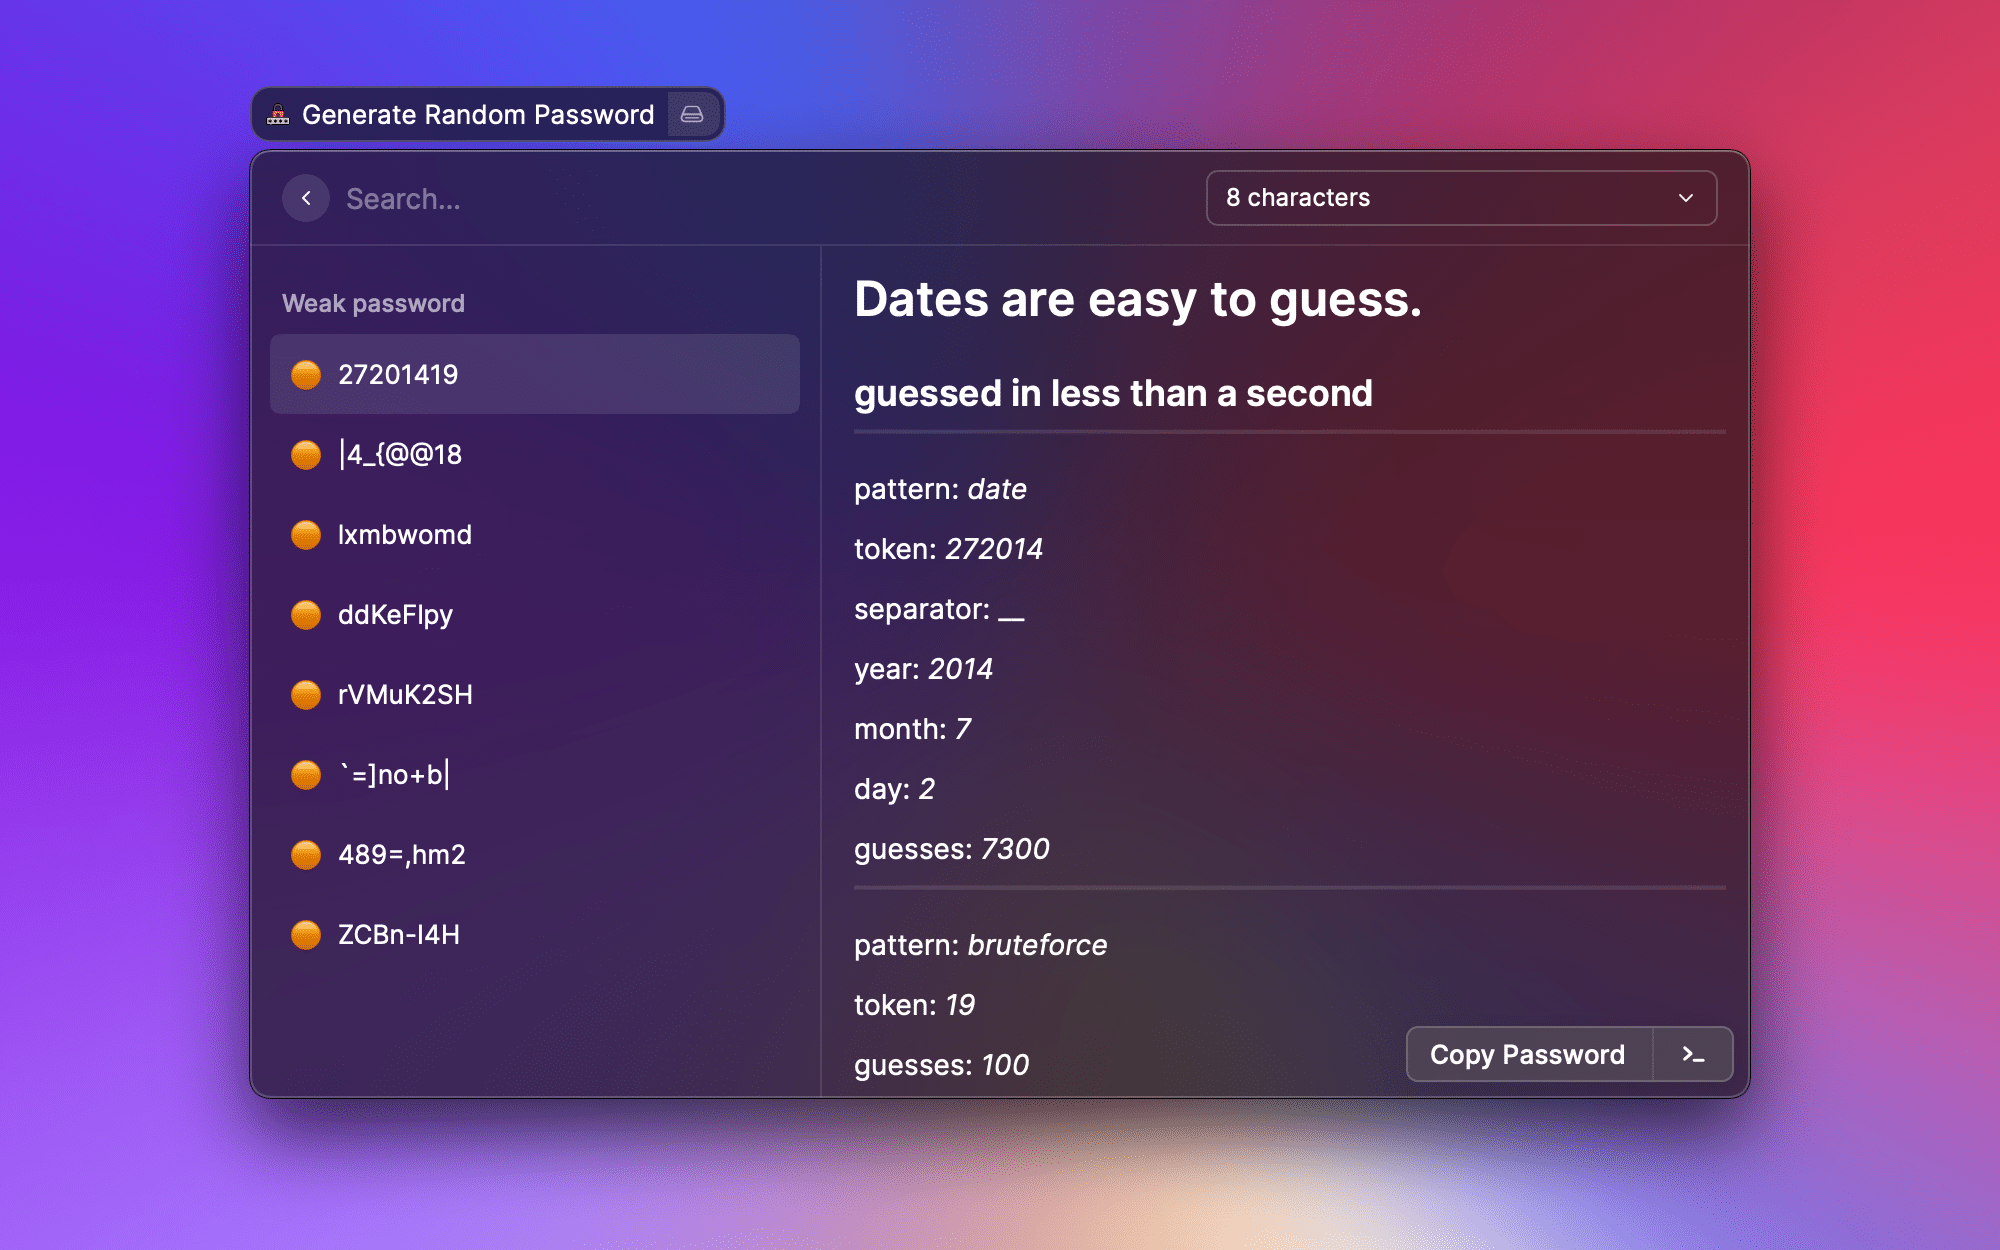 Generate Random Password
Search...
8 characters
Weak password
27201419
|4_{@@18
lxmbwomd
ddKeFlpy
rVMuK2SH
`=]no+b|
489=,hm2
ZCBn-I4H
Dates are easy to guess.
guessed in less than a second
pattern: date
token: 272014
separator: __
year: 2014
month: 7
day: 2
guesses: 7300
pattern: bruteforce
token: 19
guesses: 100
Copy Password